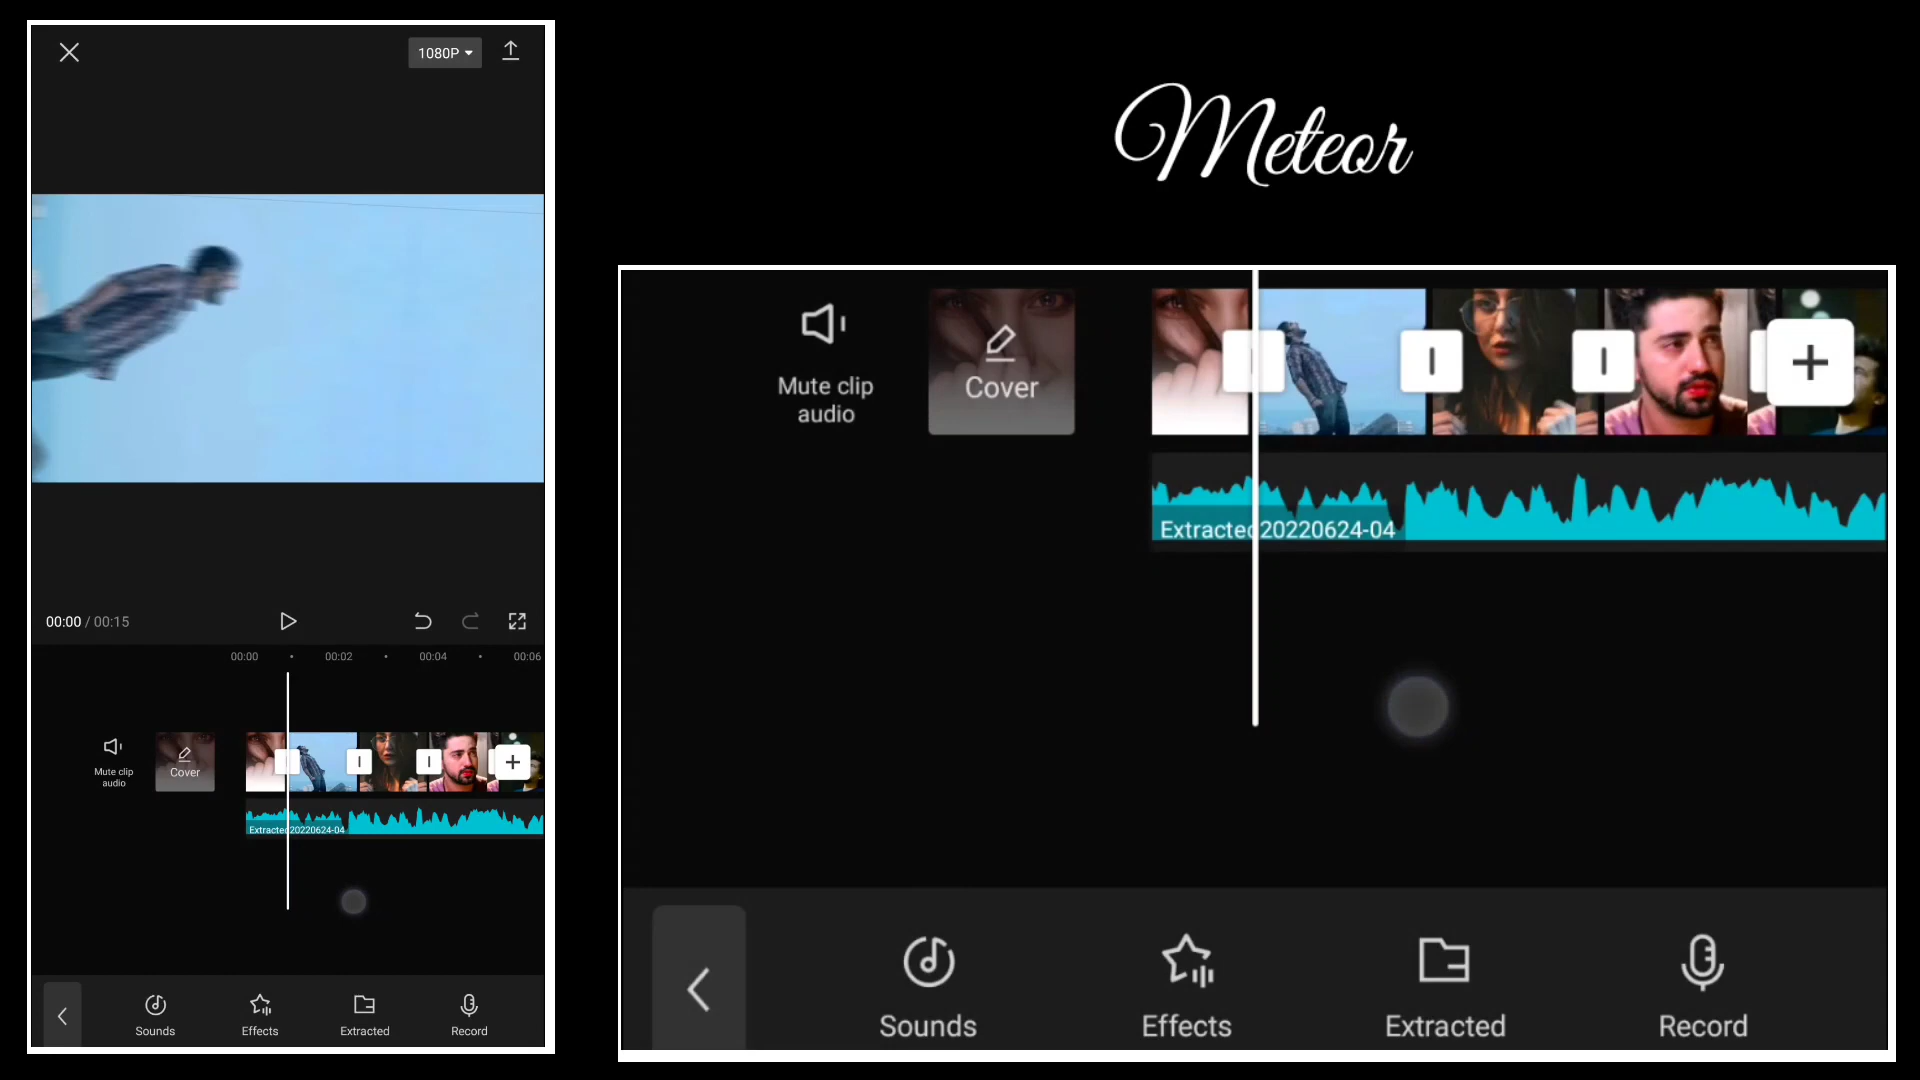 1080P
Meteor
00:00 / 00:15
00:00
00:02
00:04
00:06
Mute clip
audio
Cover
Extracted20220624-04
Sounds
Effects
Extracted
Record
Mute clip
audio
Cover
Extracted20220624-04
Sounds
Effects
Extracted
Record